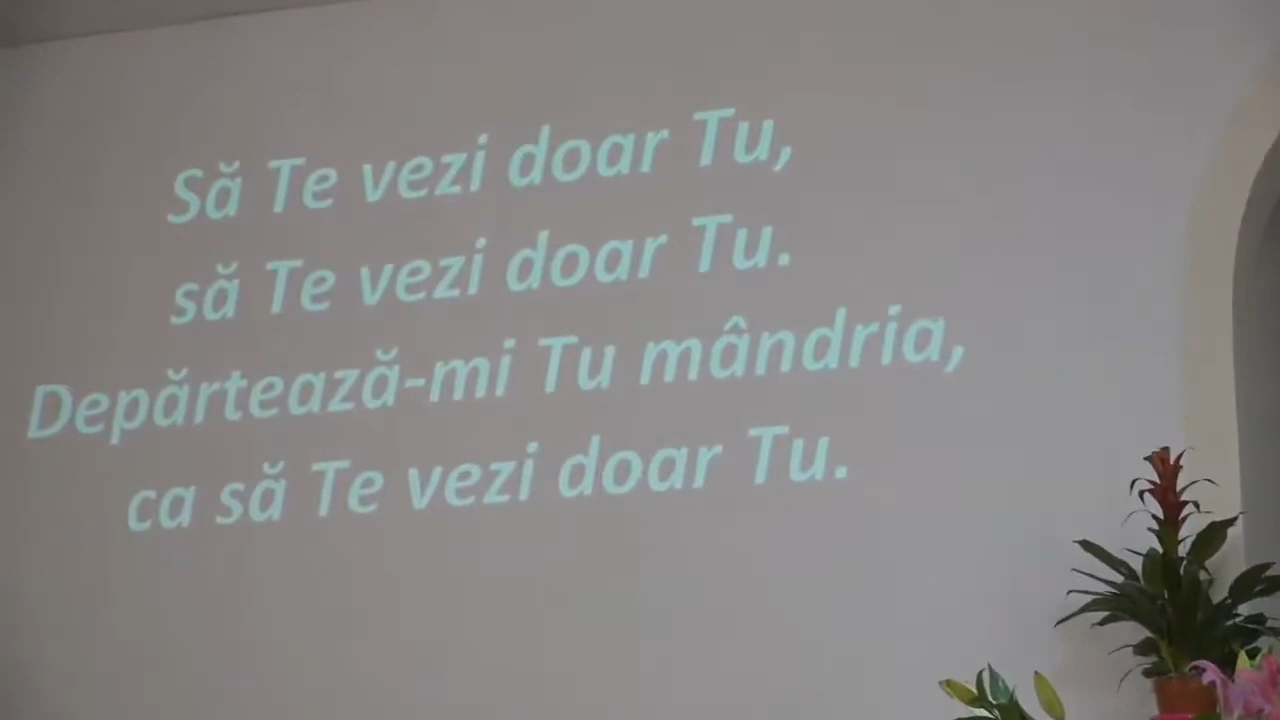 Să Te vezi doar Tu,
să Te vezi doar Tu.
Depărtează-mi Tu mândria,
ca să Te vezi doar Tu.